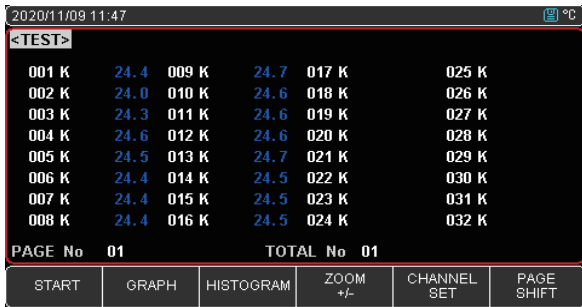 2020/11/09 11:47 °C
<TEST>
001 K 24.4 009 K 24.7 017 K 025 K
002 K 24.0 010 K 24.6 018 K 026 K
003 K 24.3 011 K 24.6 019 K 027 K
004 K 24.6 012 K 24.6 020 K 028 K
005 K 24.5 013 K 24.7 021 K 029 K
006 K 24.4 014 K 24.5 022 K 030 K
007 K 24.4 015 K 24.5 023 K 031 K
008 K 24.4 016 K 24.5 024 K 032 K
PAGE No 01 TOTAL No 01
START GRAPH HISTOGRAM ZOOM +/- CHANNEL SET PAGE SHIFT